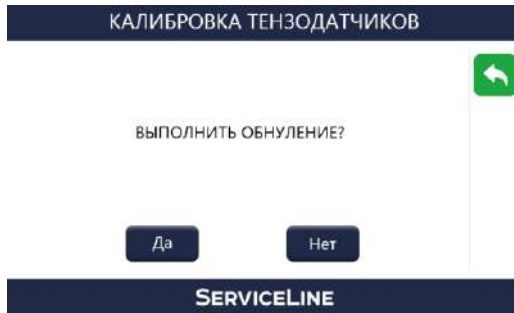 КАЛИБРОВКА ТЕНЗОДАТЧИКОВ
ВЫПОЛНИТЬ ОБНУЛЕНИЕ?
Да Нет
SERVICELINE